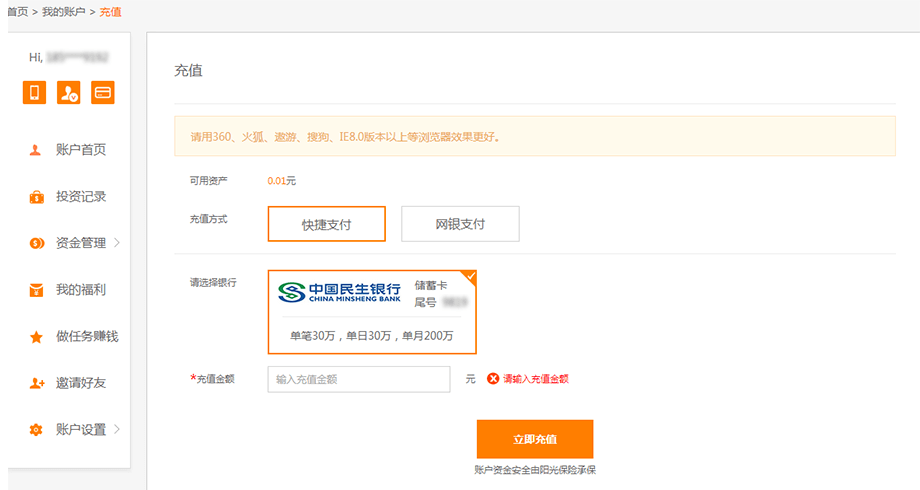 首页 > 我的账户 > 充值
Hi,
账户首页
投资记录
资金管理
我的福利
做任务赚钱
邀请好友
账户设置
充值
请用360、火狐、遨游、搜狗、IE8.0版本以上等浏览器效果更好。
可用资产 0.01元
充值方式 快捷支付 网银支付
请选择银行
中国民生银行
CHINA MINSHENG BANK
储蓄卡
尾号
单笔30万，单日30万，单月200万
*充值金额 输入充值金额 元 请输入充值金额
立即充值
账户资金安全由阳光保险承保